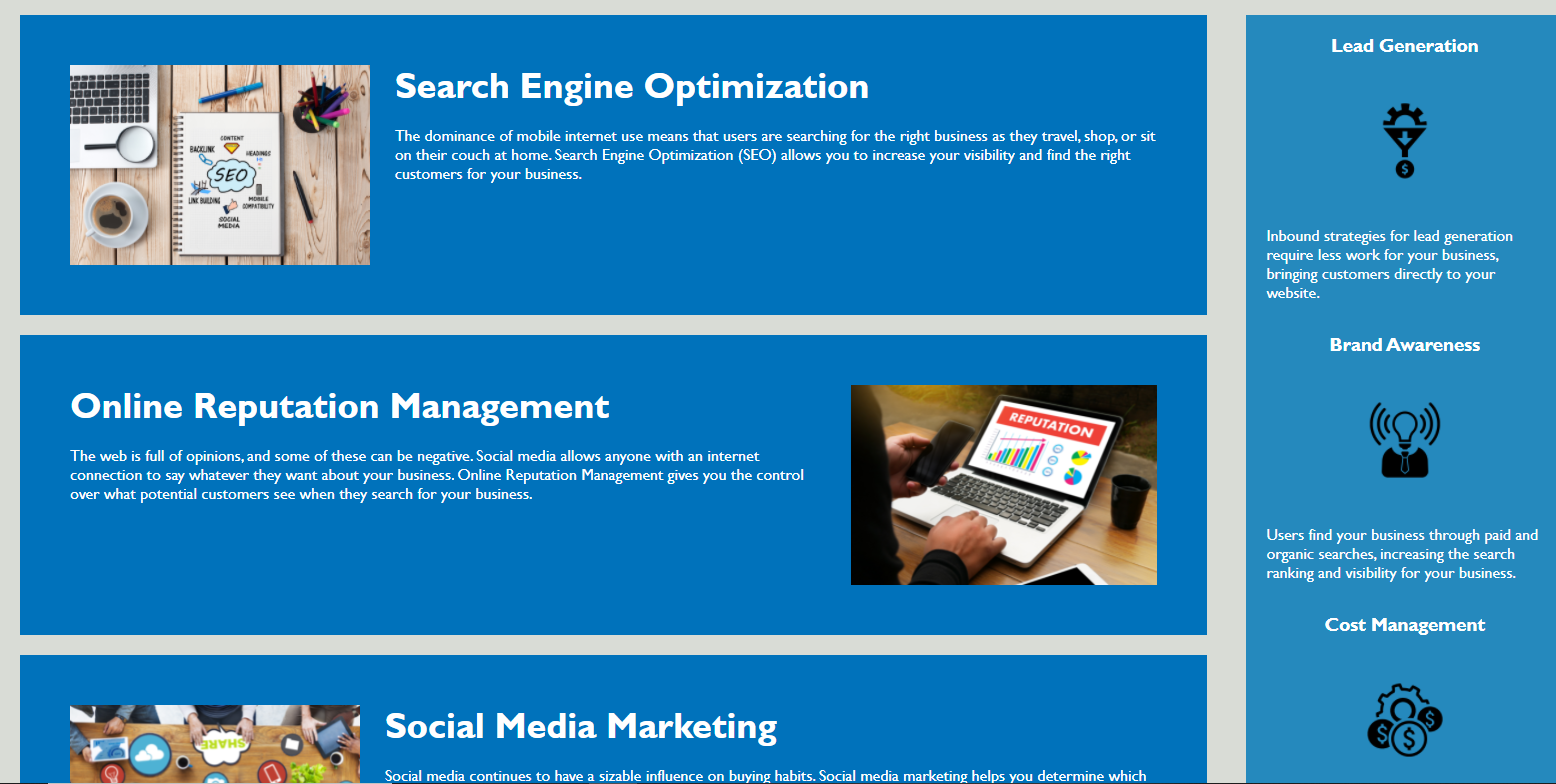 Search Engine Optimization
The dominance of mobile internet use means that users are searching for the right business as they travel, shop, or sit
on their couch at home. Search Engine Optimization (SEO) allows you to increase your visibility and find the right
customers for your business.
CONTENT
BACKLINK
HEADINGS
SEO
LINK BUILDING
MOBILE
COMPATIBILITY
SOCIAL
MEDIA
Online Reputation Management
The web is full of opinions, and some of these can be negative. Social media allows anyone with an internet
connection to say whatever they want about your business. Online Reputation Management gives you the control
over what potential customers see when they search for your business.
REPUTATION
Social Media Marketing
Social media continues to have a sizable influence on buying habits. Social media marketing helps you determine which
SHARE
Lead Generation
$
Inbound strategies for lead generation
require less work for your business,
bringing customers directly to your
website.
Brand Awareness
Users find your business through paid and
organic searches, increasing the search
ranking and visibility for your business.
Cost Management
$
$
$